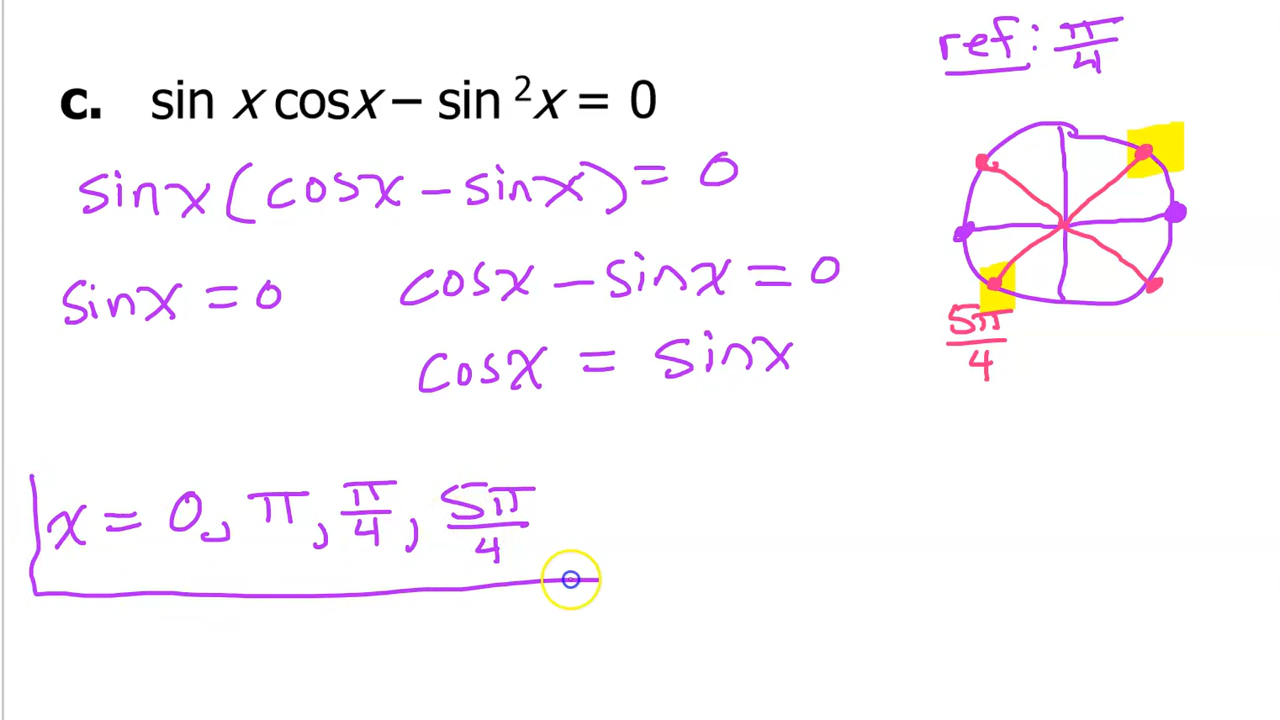 ref: π/4
c. sin x cosx – sin ²x = 0
sinx(cosx – sinx) = 0
sinx = 0 cosx – sinx = 0
cosx = sinx
5π/4
x = 0, π, π/4, 5π/4